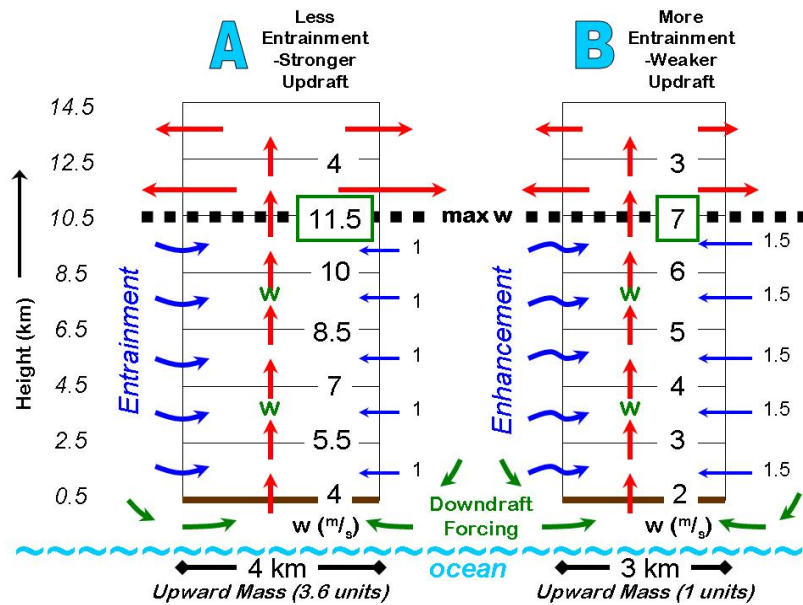 A
Less
Entrainment
-Stronger
Updraft
B
More
Entrainment
-Weaker
Updraft
Height (km)
14.5
12.5
10.5
8.5
6.5
4.5
2.5
0.5
Entrainment
4
11.5
10
8.5
7
5.5
4
W
W
1
1
1
1
1
w (m/s)
max w
Enhancement
3
7
6
5
4
3
2
W
W
1.5
1.5
1.5
1.5
1.5
w (m/s)
Downdraft
Forcing
ocean
4 km
Upward Mass (3.6 units)
3 km
Upward Mass (1 units)